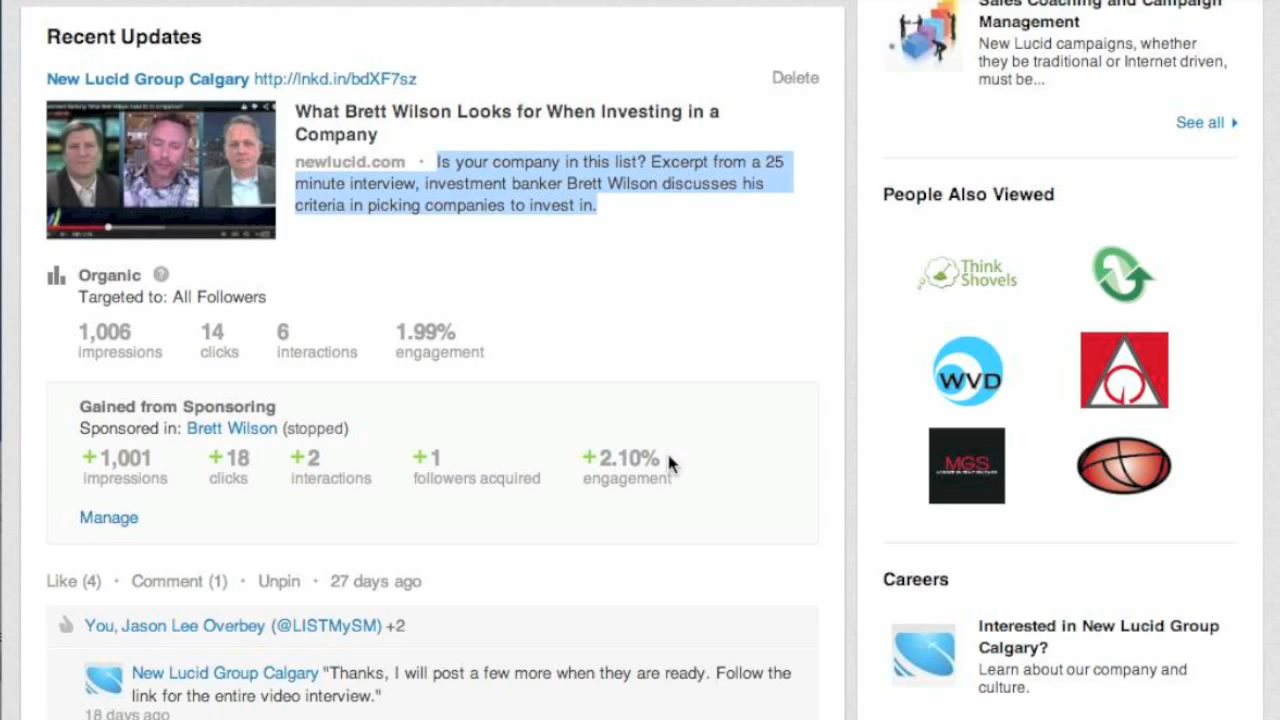 Recent Updates
New Lucid Group Calgary http://lnkd.in/bdXF7sz
Delete
What Brett Wilson Looks for When Investing in a
Company
newlucid.com · Is your company in this list? Excerpt from a 25
minute interview, investment banker Brett Wilson discusses his
criteria in picking companies to invest in.
Organic ?
Targeted to: All Followers
1,006 14 6 1.99%
impressions clicks interactions engagement
Gained from Sponsoring
Sponsored in: Brett Wilson (stopped)
+1,001 +18 +2 +1 +2.10%
impressions clicks interactions followers acquired engagement
Manage
Like (4) · Comment (1) · Unpin · 27 days ago
You, Jason Lee Overbey (@LISTMySM) +2
New Lucid Group Calgary "Thanks, I will post a few more when they are ready. Follow the
link for the entire video interview."
18 days ago
Sales Coaching and Campaign
Management
New Lucid campaigns, whether
they be traditional or Internet driven,
must be...
See all
People Also Viewed
Think
Shovels
WVD
MGS
Careers
Interested in New Lucid Group
Calgary?
Learn about our company and
culture.